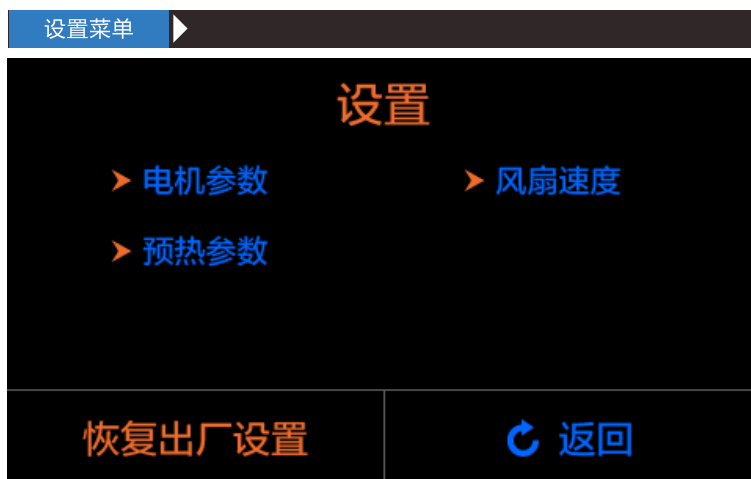 设置菜单
设置
电机参数
风扇速度
预热参数
恢复出厂设置
返回